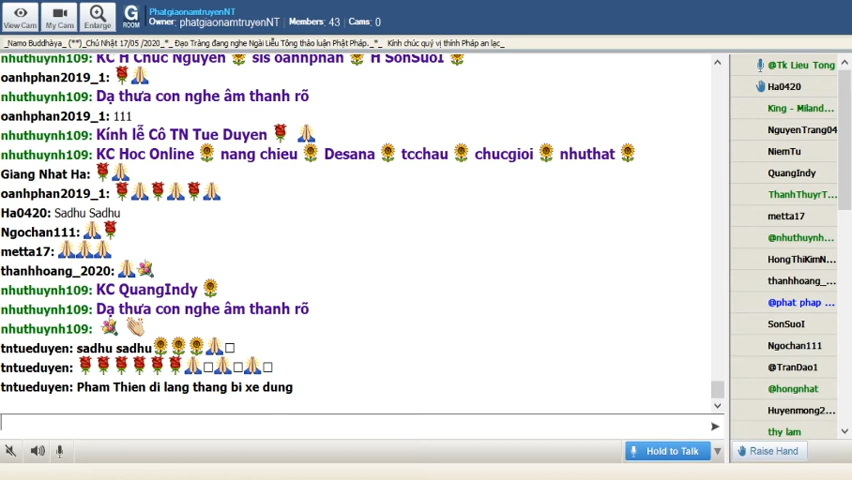 View Cam
My Cam
Enlarge
G
ROOM
PhatgiaonamtruyenNT
Owner: phatgiaonamtruyenNT | Members: 43 | Cams: 0
_Namo Buddhàya_ (**)_Chủ Nhật 17/05 /2020_*_ Đạo Tràng đang nghe Ngài Liễu Tông thảo luận Phật Pháp._*_ Kính chúc quý vị thính Pháp an lạc_
nhuthuynh109: KC H Chuc Nguyen sis oanhphan H SonSuoI
oanhphan2019_1:
nhuthuynh109: Dạ thưa con nghe âm thanh rõ
oanhphan2019_1: 111
nhuthuynh109: Kính lễ Cô TN Tue Duyen
nhuthuynh109: KC Hoc Online nang chieu Desana tcchau chucgioi nhuthat
Giang Nhat Ha:
oanhphan2019_1:
Ha0420: Sadhu Sadhu
Ngochan111:
metta17:
thanhhoang_2020:
nhuthuynh109: KC QuangIndy
nhuthuynh109: Dạ thưa con nghe âm thanh rõ
nhuthuynh109:
tntueduyen: sadhu sadhu
tntueduyen:
tntueduyen: Pham Thien di lang thang bi xe dung
Hold to Talk
@Tk Lieu Tong
Ha0420
King - Miland...
NguyenTrang04
NiemTu
QuangIndy
ThanhThuyrT...
metta17
@nhuthuynh...
HongThiKimN...
thanhhoang_...
@phat phap ...
SonSuoI
Ngochan111
@TranDao1
@hongnhat
Huyenmong2...
thy lam
Raise Hand